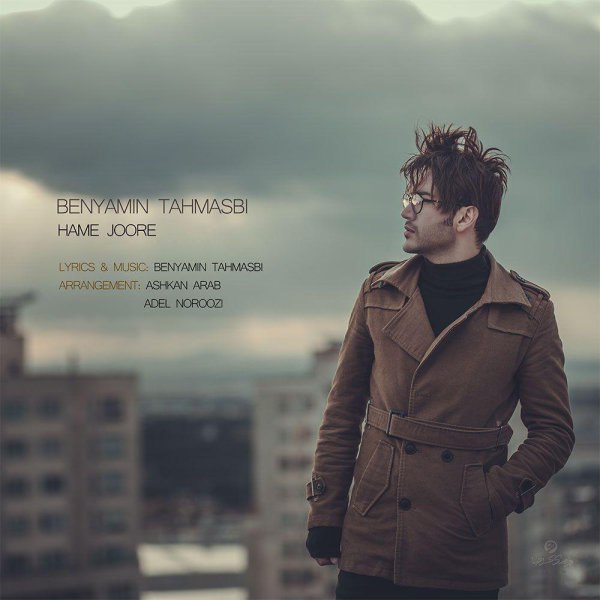 BENYAMIN TAHMASBI
HAME JOORE
LYRICS & MUSIC: BENYAMIN TAHMASBI
ARRANGEMENT: ASHKAN ARAB
ADEL NOROOZI